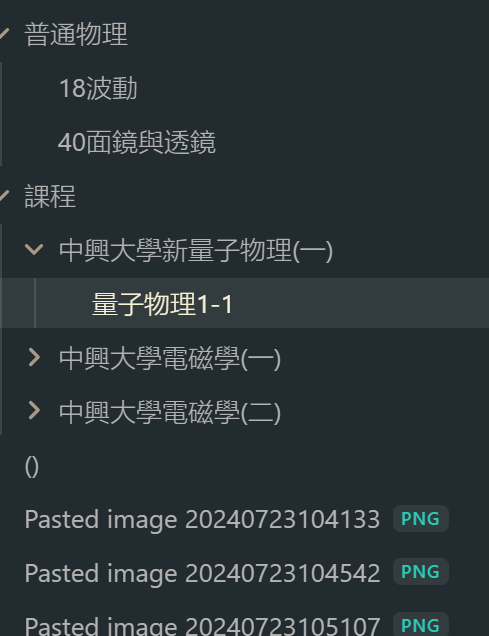 普通物理
18波動
40面鏡與透鏡
課程
中興大學新量子物理(一)
量子物理1-1
中興大學電磁學(一)
中興大學電磁學(二)
()
Pasted image 20240723104133 PNG
Pasted image 20240723104542 PNG
Pasted image 20240723105107 PNG